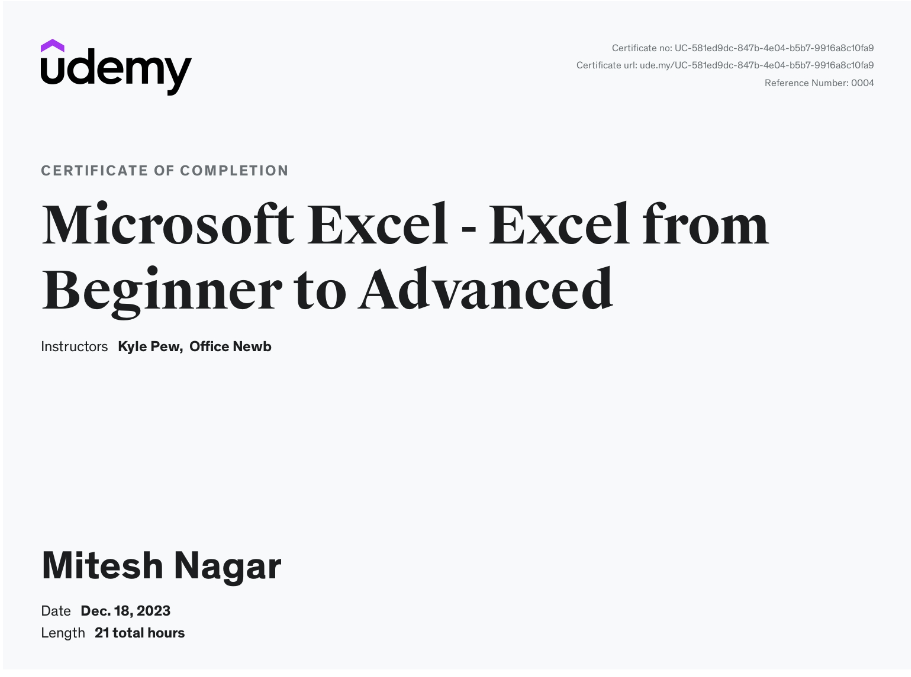 udemy
Certificate no: UC-581ed9dc-847b-4e04-b5b7-9916a8c10fa9
Certificate url: ude.my/UC-581ed9dc-847b-4e04-b5b7-9916a8c10fa9
Reference Number: 0004
CERTIFICATE OF COMPLETION
Microsoft Excel - Excel from
Beginner to Advanced
Instructors Kyle Pew, Office Newb
Mitesh Nagar
Date Dec. 18, 2023
Length 21 total hours